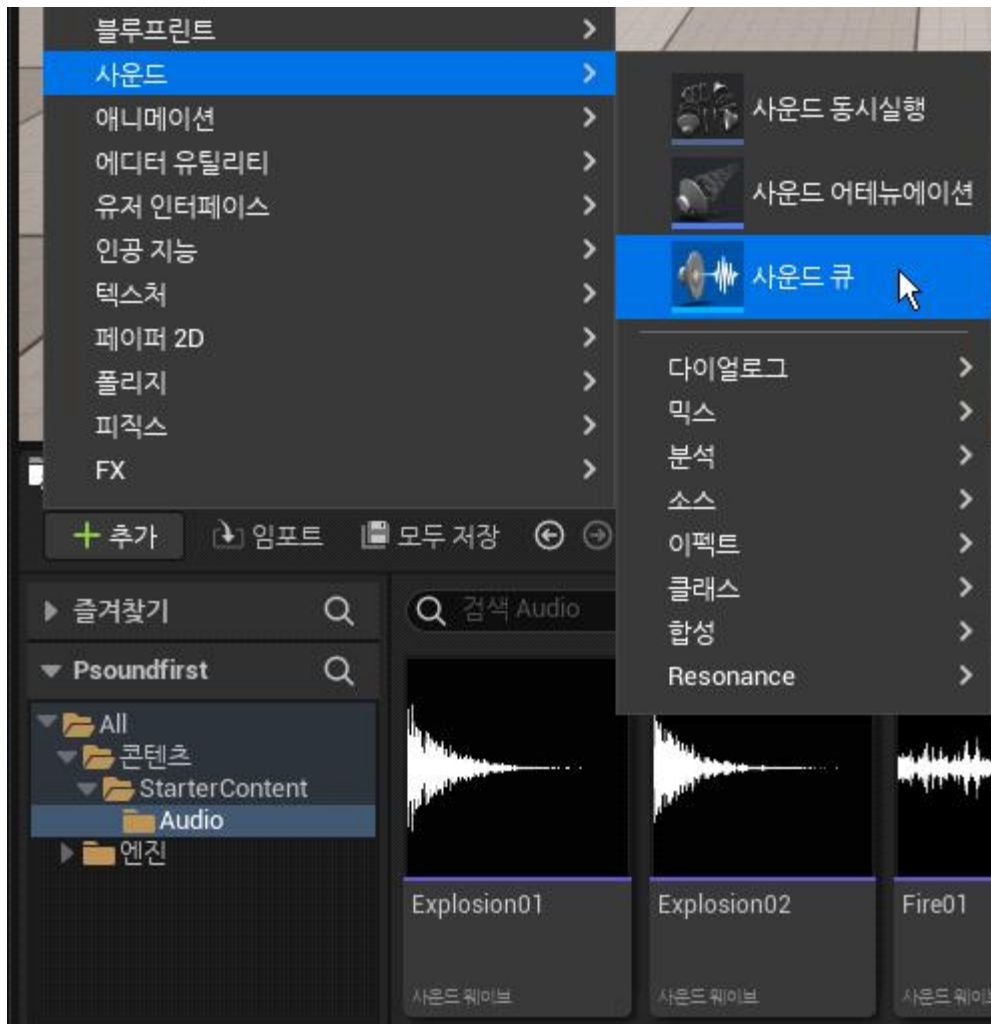 블루프린트
사운드
애니메이션
에디터 유틸리티
유저 인터페이스
인공 지능
텍스처
페이퍼 2D
폴리지
피직스
FX
사운드 동시실행
사운드 어테뉴에이션
사운드 큐
다이얼로그
믹스
분석
소스
이펙트
클래스
합성
Resonance
추가 임포트 모두 저장
즐겨찾기
검색 Audio
Psoundfirst
All
콘텐츠
StarterContent
Audio
엔진
Explosion01 Explosion02 Fire01
사운드 웨이브 사운드 웨이브 사운드